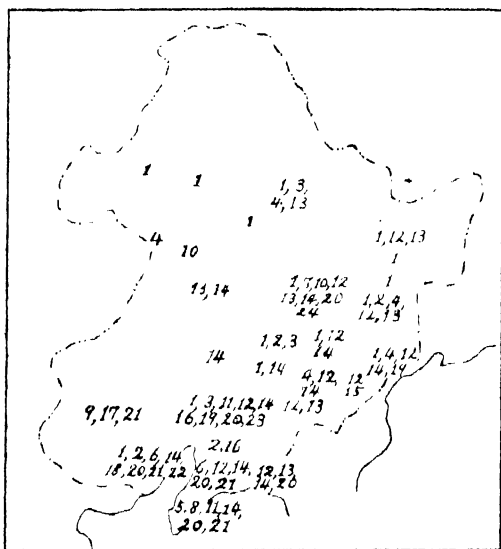 1
1
1, 3,
4, 13
1
4
10
1, 12, 13
1
1
13, 14
1, 7, 10, 12
13, 14, 20
24
1, 2, 4,
12, 13
1, 2, 3
1, 12
14
14
1, 14
1, 4, 12
14, 19
4, 12,
14
12
15
12, 13
9, 17, 21
1, 3, 11, 12, 14
16, 19, 20, 23
2, 16
1, 2, 6, 14
18, 20, 21, 22
6, 12, 14,
20, 21
12, 13
14, 20
5, 8, 11, 14,
20, 21